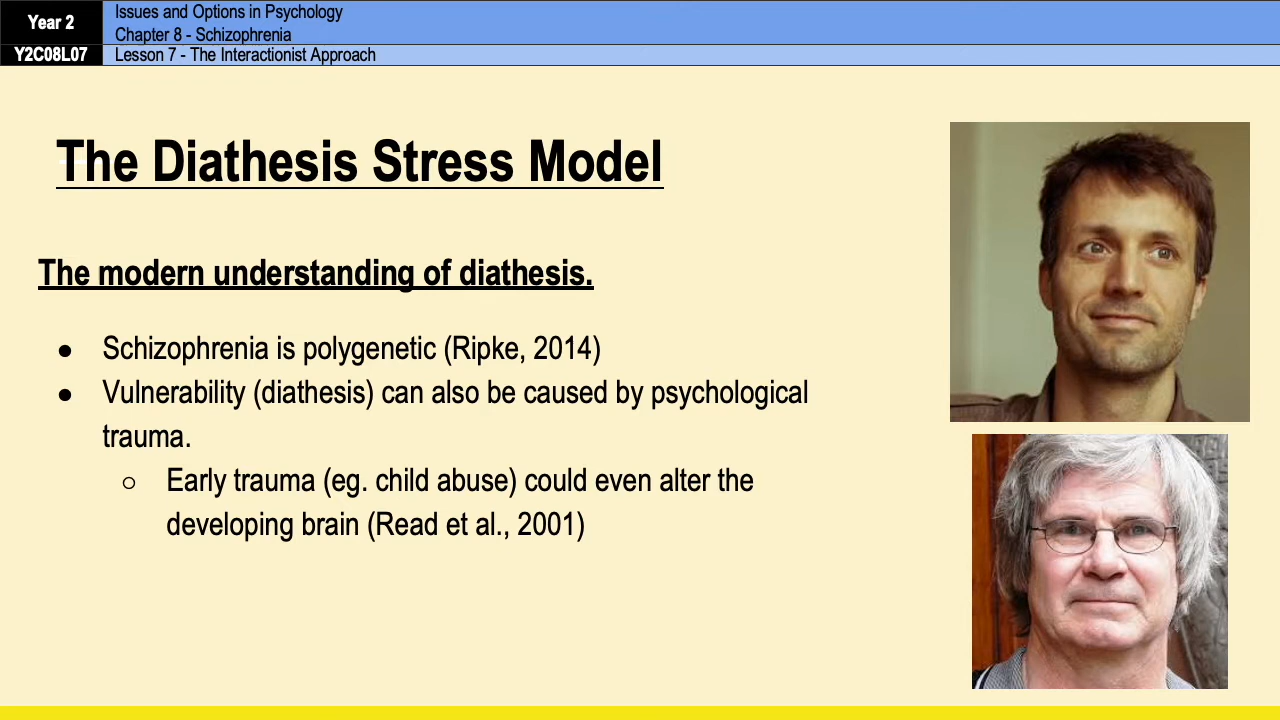 Year 2
Issues and Options in Psychology
Chapter 8 - Schizophrenia
Y2C08L07
Lesson 7 - The Interactionist Approach
The Diathesis Stress Model
The modern understanding of diathesis.
● Schizophrenia is polygenetic (Ripke, 2014)
● Vulnerability (diathesis) can also be caused by psychological
trauma.
○ Early trauma (eg. child abuse) could even alter the
developing brain (Read et al., 2001)